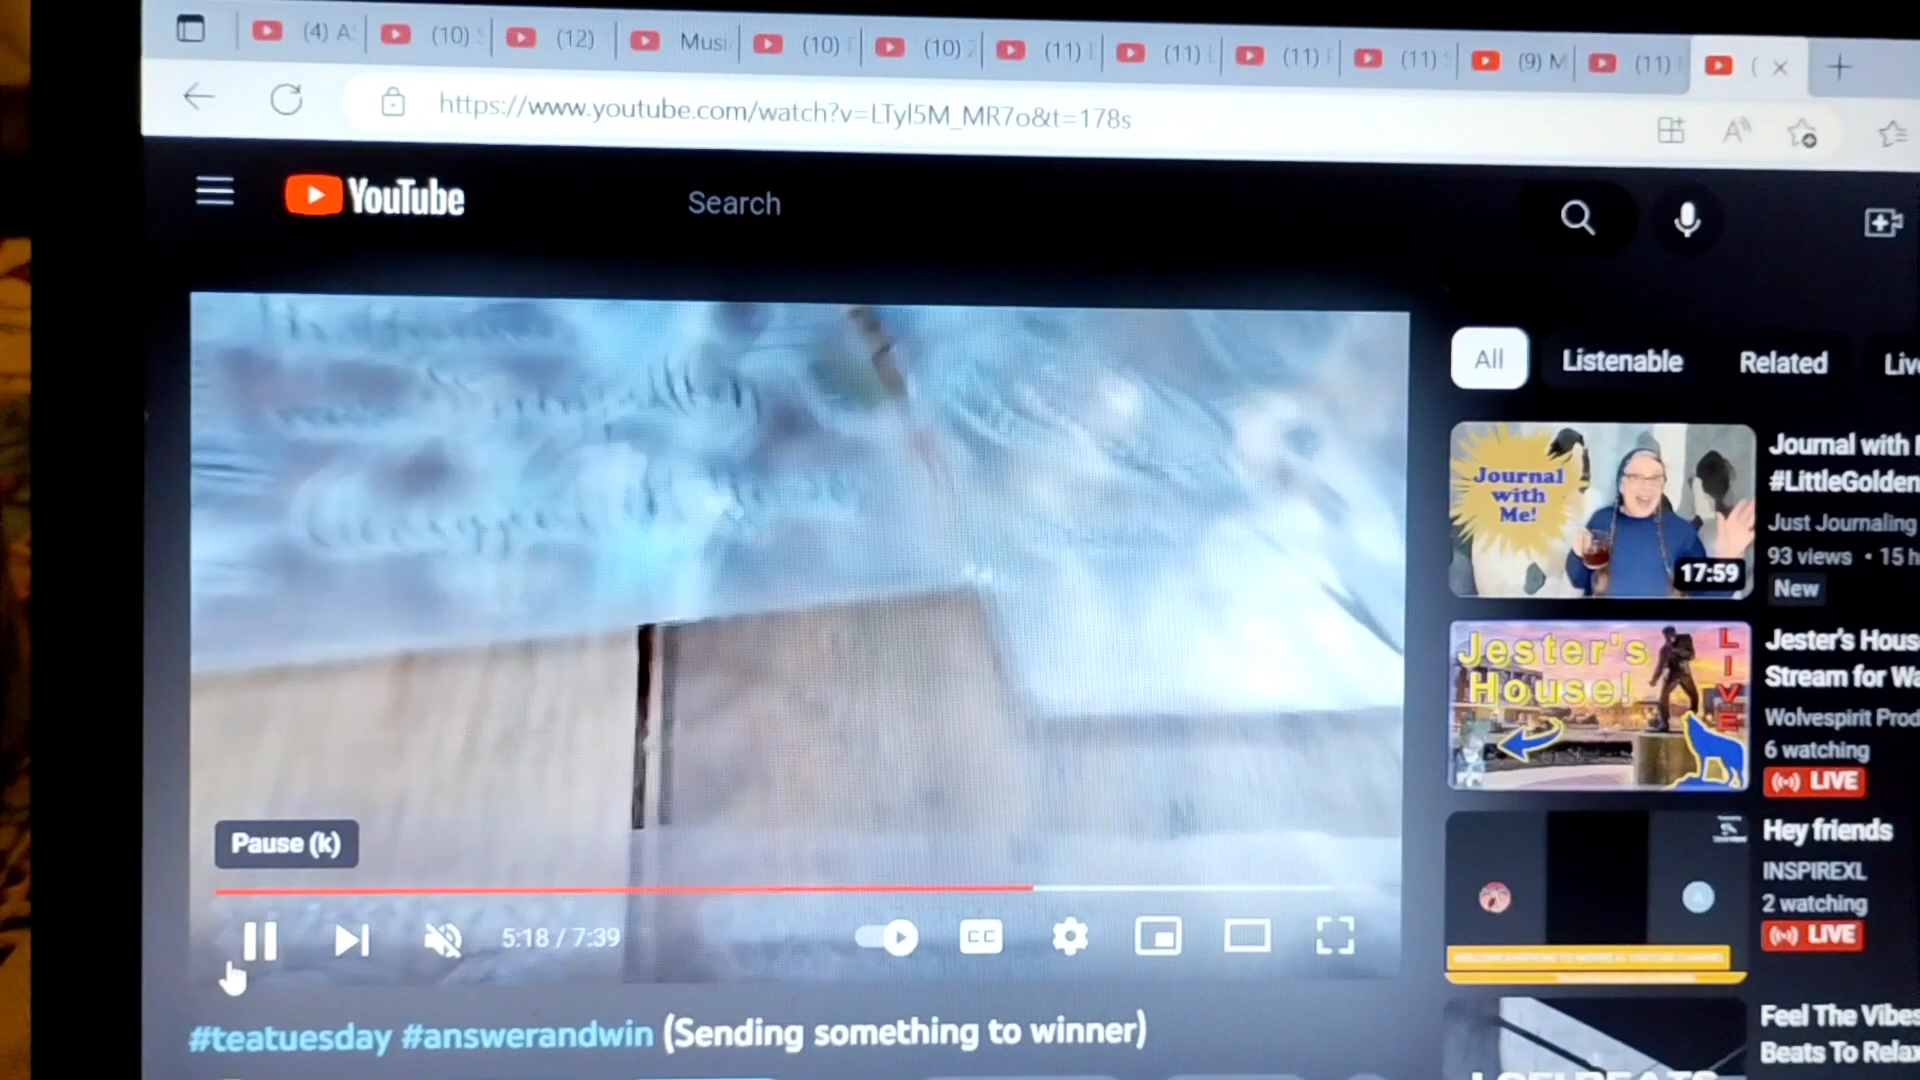 (4) A
(10)
(12)
Musi
(10)
(10)
(11)
(11)
(11)
(11)
(9) M
(11)
https://www.youtube.com/watch?v=LTyl5M_MR7o&t=178s
YouTube
Search
All
Listenable
Related
Live
Journal with Me!
17:59
Journal with
#LittleGolden
Just Journaling
93 views • 15 h
New
Jester's House!
LIVE
Jester's Hous
Stream for Wa
Wolvespirit Prod
6 watching
LIVE
Hey friends
INSPIREXL
2 watching
LIVE
Feel The Vibes
Beats To Relax
Pause (k)
5:18 / 7:39
CC
#teatuesday #answerandwin (Sending something to winner)